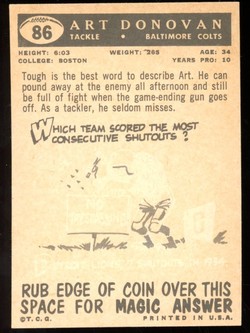 86
ART DONOVAN
TACKLE • BALTIMORE COLTS
HEIGHT: 6:03 WEIGHT: 265 AGE: 34
COLLEGE: BOSTON YEARS PRO: 10
Tough is the best word to describe Art. He can
pound away at the enemy all afternoon and still
be full of fight when the game-ending gun goes
off. As a tackler, he seldom misses.
WHICH TEAM SCORED THE MOST
CONSECUTIVE SHUTOUTS?
NO
RUB EDGE OF COIN OVER THIS
SPACE FOR MAGIC ANSWER
© T. C. G. PRINTED IN U.S.A.